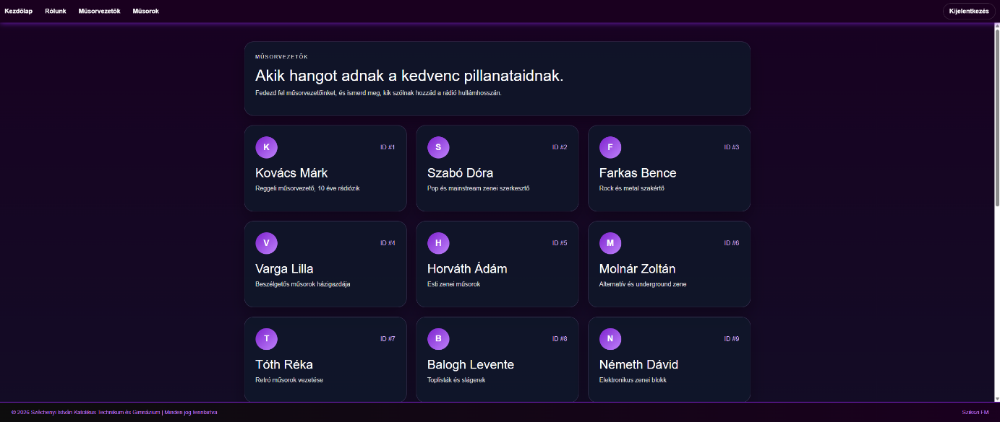 Kezdőlap Rólunk Műsorvezetők Műsorok Kijelentkezés
MŰSORVEZETŐK
Akik hangot adnak a kedvenc pillanataidnak.
Fedezd fel műsorvezetőinket, és ismerd meg, kik szólnak hozzád a rádió hullámhosszán.
K ID #1
Kovács Márk
Reggeli műsorvezető, 10 éve rádiózik
S ID #2
Szabó Dóra
Pop és mainstream zenei szerkesztő
F ID #3
Farkas Bence
Rock és metal szakértő
V ID #4
Varga Lilla
Beszélgetős műsorok házigazdája
H ID #5
Horváth Ádám
Esti zenei műsorok
M ID #6
Molnár Zoltán
Alternatív és underground zene
T ID #7
Tóth Réka
Retró műsorok vezetése
B ID #8
Balogh Levente
Toplisták és slágerek
N ID #9
Németh Dávid
Elektronikus zenei blokk
© 2026 Széchenyi István Katolikus Technikum és Gimnázium | Minden jog fenntartva Szikszi FM